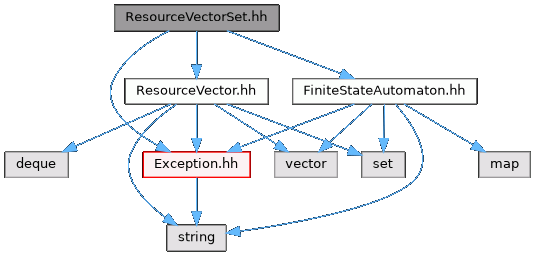 ResourceVectorSet.hh
ResourceVector.hh
FiniteStateAutomaton.hh
deque
Exception.hh
vector
set
map
string